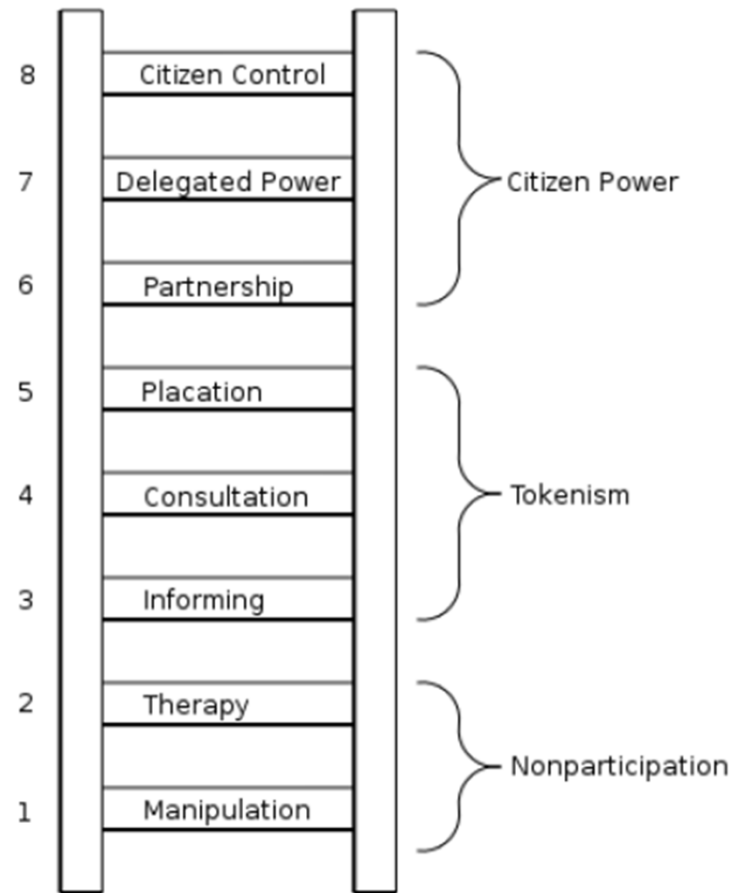 8 Citizen Control
7 Delegated Power Citizen Power
6 Partnership
5 Placation
4 Consultation Tokenism
3 Informing
2 Therapy
Nonparticipation
1 Manipulation